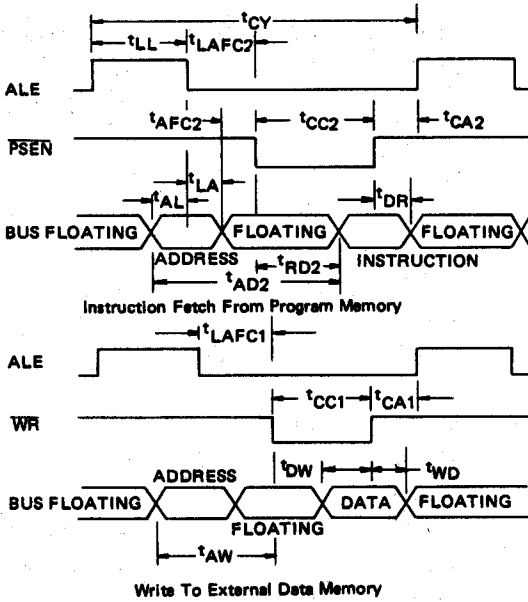 tCY
tLL tLAFC2
ALE
tAFC2 tCC2 tCA2
PSEN
tLA
tAL tDR
BUS FLOATING FLOATING FLOATING
ADDRESS tRD2 INSTRUCTION
tAD2
Instruction Fetch From Program Memory
tLAFC1
ALE
tCC1 tCA1
WR
ADDRESS tDW tWD
BUS FLOATING DATA FLOATING
FLOATING
tAW
Write To External Data Memory